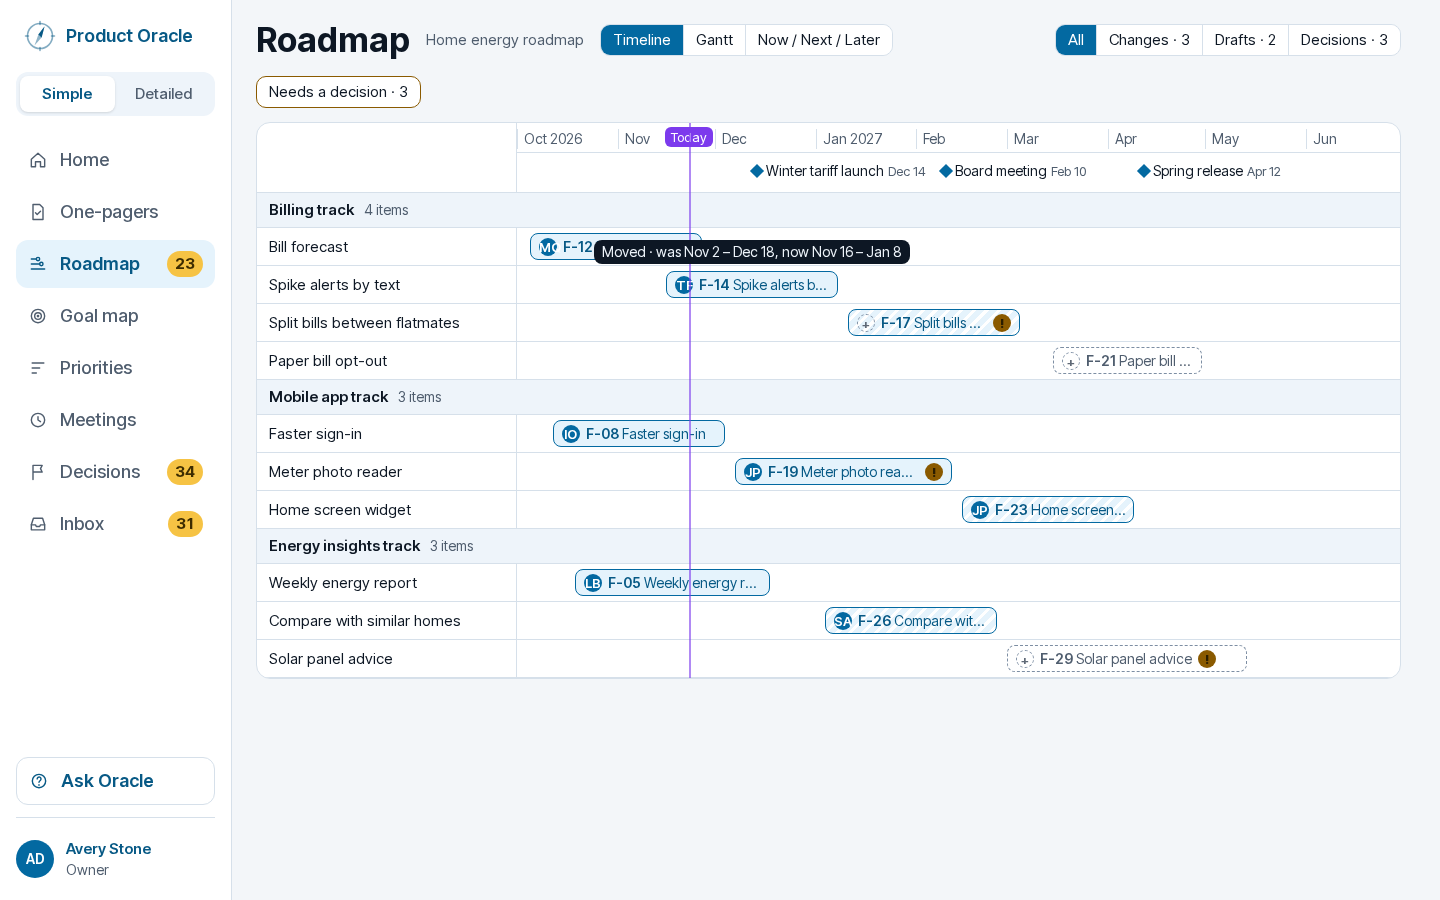 Product Oracle
Simple Detailed
Home
One-pagers
Roadmap 23
Goal map
Priorities
Meetings
Decisions 34
Inbox 31
Ask Oracle
AD
Avery Stone
Owner
Roadmap Home energy roadmap Timeline Gantt Now / Next / Later All Changes · 3 Drafts · 2 Decisions · 3
Needs a decision · 3
Oct 2026 Nov Today Dec Jan 2027 Feb Mar Apr May Jun
Winter tariff launch Dec 14 Board meeting Feb 10 Spring release Apr 12
Billing track 4 items
Bill forecast F-12
Moved · was Nov 2 – Dec 18, now Nov 16 – Jan 8
Spike alerts by text F-14 Spike alerts b...
Split bills between flatmates + F-17 Split bills ... !
Paper bill opt-out + F-21 Paper bill ...
Mobile app track 3 items
Faster sign-in IO F-08 Faster sign-in
Meter photo reader JP F-19 Meter photo rea... !
Home screen widget JP F-23 Home screen...
Energy insights track 3 items
Weekly energy report LB F-05 Weekly energy r...
Compare with similar homes SA F-26 Compare wit...
Solar panel advice + F-29 Solar panel advice !